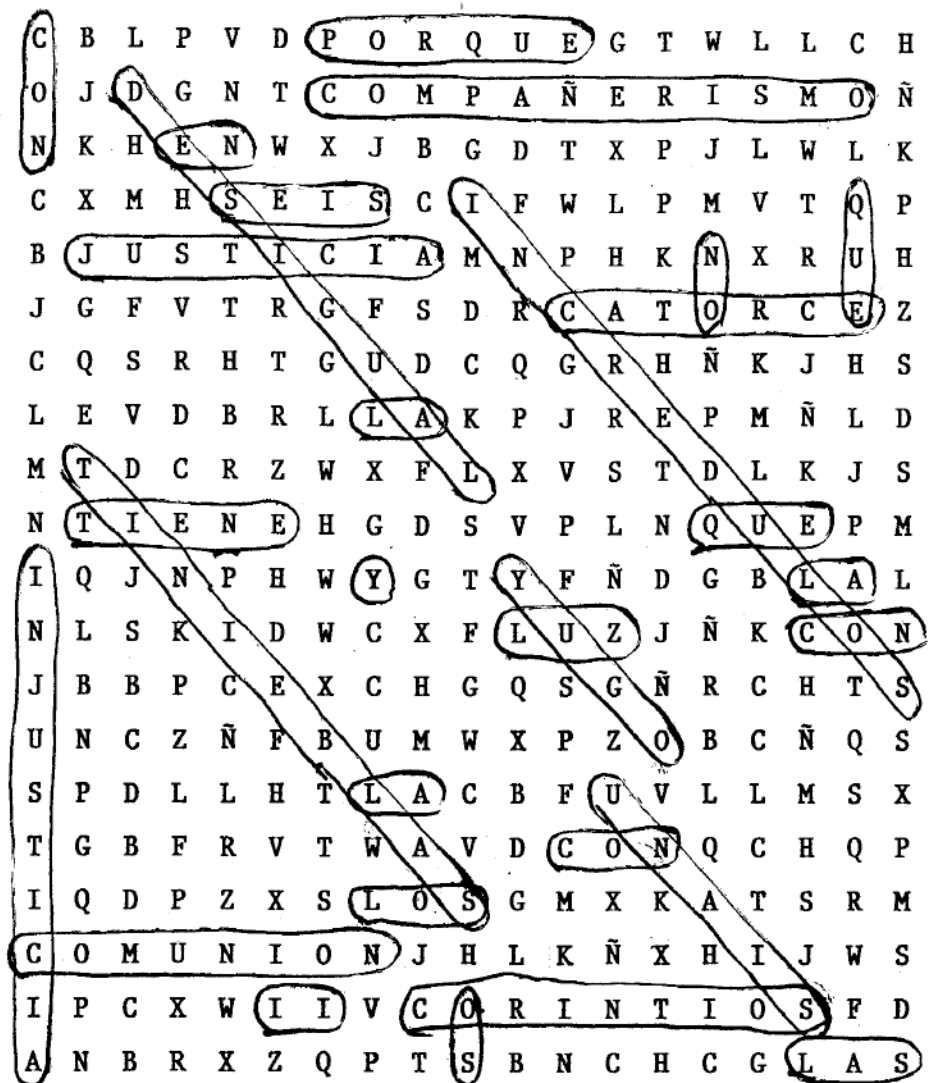 C B L P V D P O R Q U E G T W L L C H
O J D G N T C O M P A Ñ E R I S M O Ñ
N K H E N W X J B G D T X P J L W L K
C X M H S E I S C I F W L P M V T Q P
B J U S T I C I A M N P H K N X R U H
J G F V T R G F S D R C A T O R C E Z
C Q S R H T G U D C Q G R H Ñ K J H S
L E V D B R L L A K P J R E P M Ñ L D
M T D C R Z W X F L X V S T D L K J S
N T I E N E H G D S V P L N Q U E P M
I Q J N P H W Y G T Y F Ñ D G B L A L
N L S K I D W C X F L U Z J Ñ K C O N
J B B P C E X C H G Q S G Ñ R C H T S
U N C Z Ñ F B U M W X P Z O B C Ñ Q S
S P D L L H T L A C B F U V L L M S X
T G B F R V T W A V D C O N Q C H Q P
I Q D P Z X S L O S G M X K A T S R M
C O M U N I O N J H L K Ñ X H I J W S
I P C X W I I V C O R I N T I O S F D
A N B R X Z Q P T S B N C H C G L A S